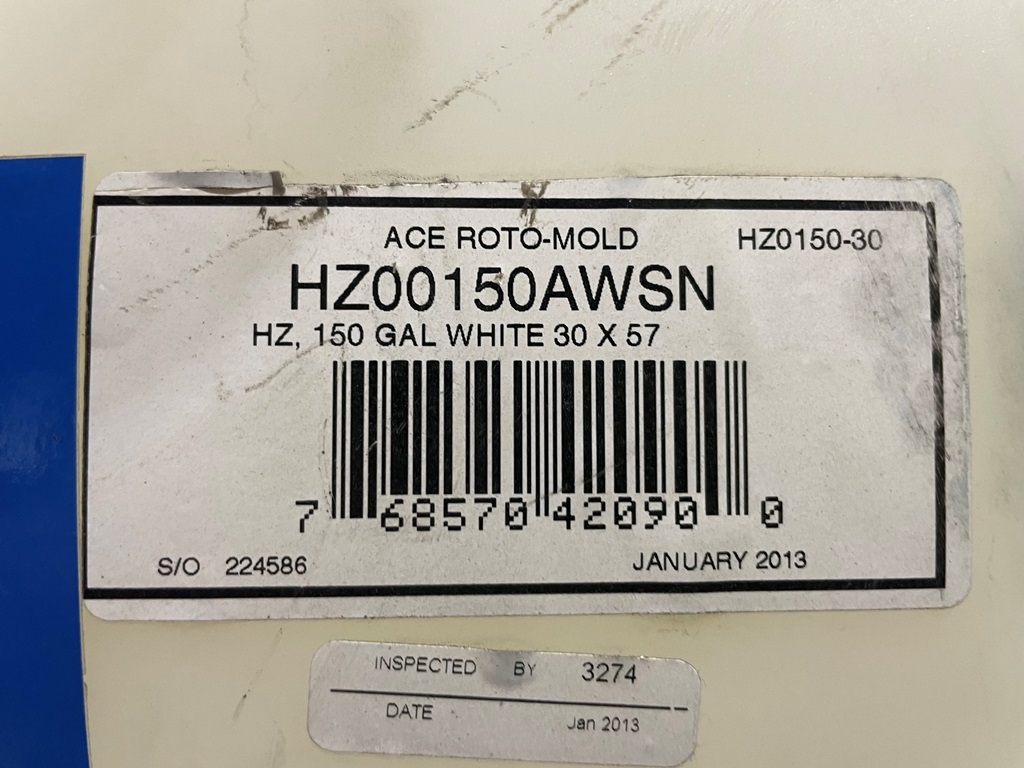 ACE ROTO-MOLD HZ0150-30
HZ00150AWSN
HZ, 150 GAL WHITE 30 X 57
7 68570 42090 0
S/O 224586 JANUARY 2013
INSPECTED BY 3274
DATE Jan 2013